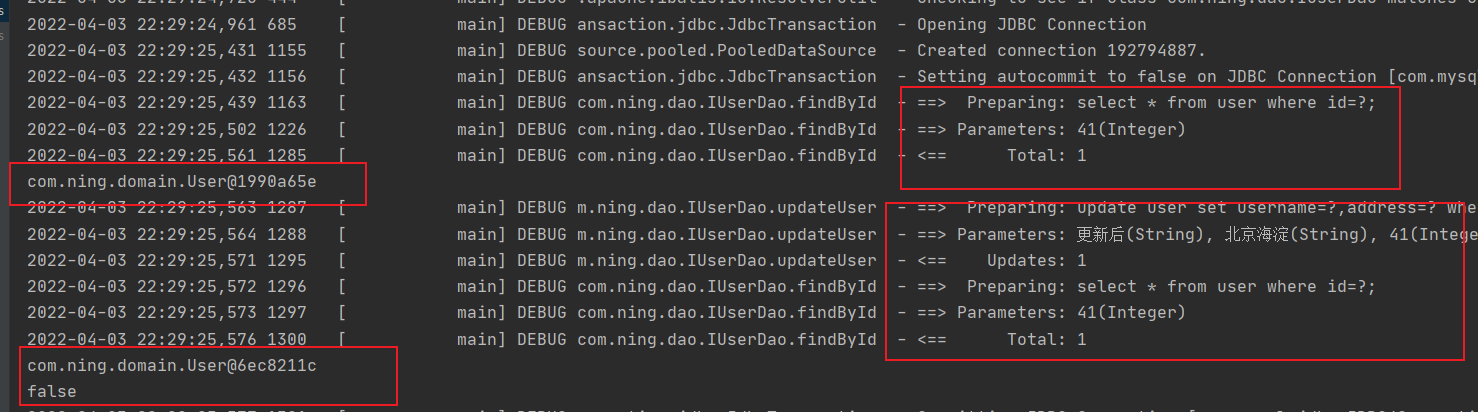 2022-04-03 22:29:24,961 685 [ main] DEBUG ansaction.jdbc.JdbcTransaction - Opening JDBC Connection
2022-04-03 22:29:25,431 1155 [ main] DEBUG source.pooled.PooledDataSource - Created connection 192794887.
2022-04-03 22:29:25,432 1156 [ main] DEBUG ansaction.jdbc.JdbcTransaction - Setting autocommit to false on JDBC Connection [com.mysq
2022-04-03 22:29:25,439 1163 [ main] DEBUG com.ning.dao.IUserDao.findById - ==> Preparing: select * from user where id=?;
2022-04-03 22:29:25,502 1226 [ main] DEBUG com.ning.dao.IUserDao.findById - ==> Parameters: 41(Integer)
2022-04-03 22:29:25,561 1285 [ main] DEBUG com.ning.dao.IUserDao.findById - <== Total: 1
com.ning.domain.User@1990a65e
2022-04-03 22:29:25,563 1287 [ main] DEBUG m.ning.dao.IUserDao.updateUser - ==> Preparing: update user set username=?,address=? whe
2022-04-03 22:29:25,564 1288 [ main] DEBUG m.ning.dao.IUserDao.updateUser - ==> Parameters: 更新后(String), 北京海淀(String), 41(Intege
2022-04-03 22:29:25,571 1295 [ main] DEBUG m.ning.dao.IUserDao.updateUser - <== Updates: 1
2022-04-03 22:29:25,572 1296 [ main] DEBUG com.ning.dao.IUserDao.findById - ==> Preparing: select * from user where id=?;
2022-04-03 22:29:25,573 1297 [ main] DEBUG com.ning.dao.IUserDao.findById - ==> Parameters: 41(Integer)
2022-04-03 22:29:25,576 1300 [ main] DEBUG com.ning.dao.IUserDao.findById - <== Total: 1
com.ning.domain.User@6ec8211c
false